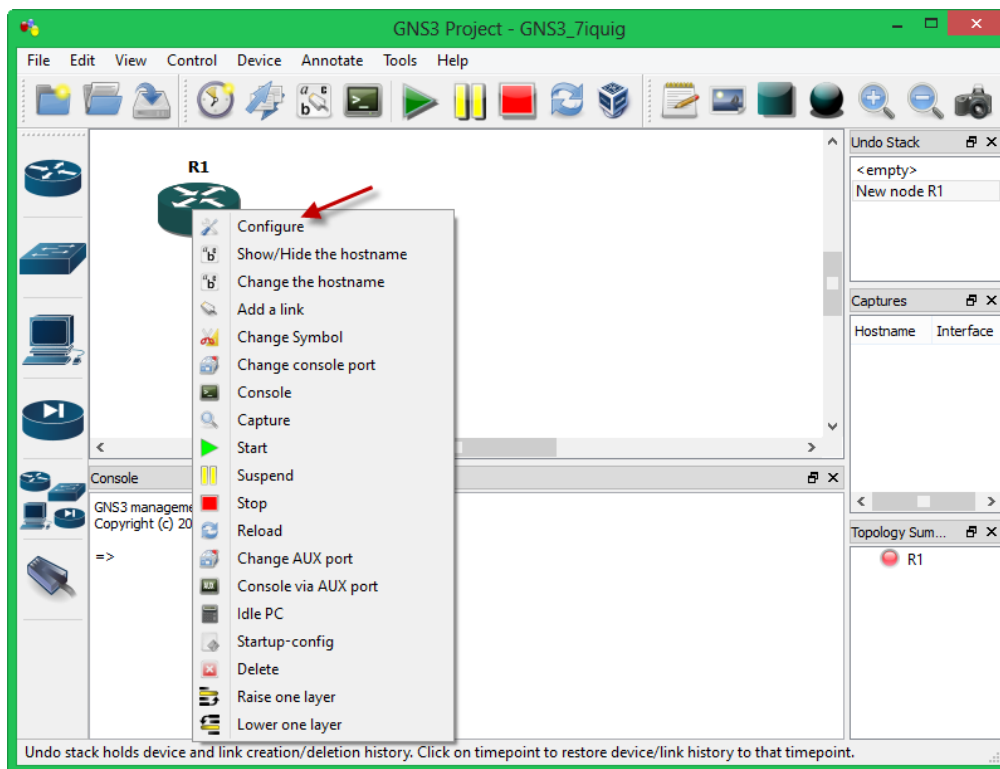 GNS3 Project - GNS3_7iquig
File Edit View Control Device Annotate Tools Help
R1
Configure
Show/Hide the hostname
Change the hostname
Add a link
Change Symbol
Change console port
Console
Capture
Start
Suspend
Stop
Reload
Change AUX port
Console via AUX port
Idle PC
Startup-config
Delete
Raise one layer
Lower one layer
Console
GNS3 manageme
Copyright (c) 20
=>
Undo Stack
<empty>
New node R1
Captures
Hostname Interface
Topology Sum...
R1
Undo stack holds device and link creation/deletion history. Click on timepoint to restore device/link history to that timepoint.